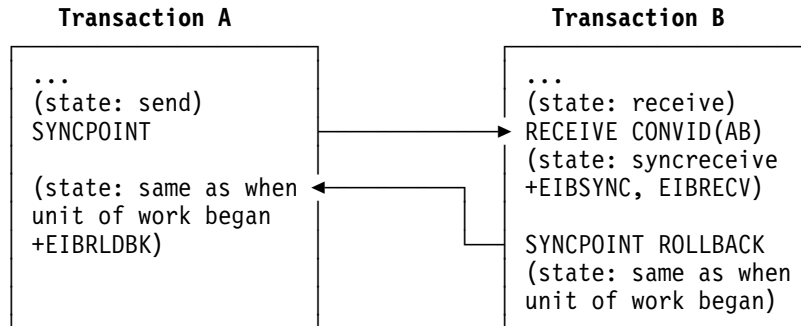 Transaction A
Transaction B
...
(state: send)
SYNCPOINT
(state: same as when
unit of work began
+EIBRLDBK)
...
(state: receive)
RECEIVE CONVID(AB)
(state: syncreceive
+EIBSYNC, EIBRECV)
SYNCPOINT ROLLBACK
(state: same as when
unit of work began)